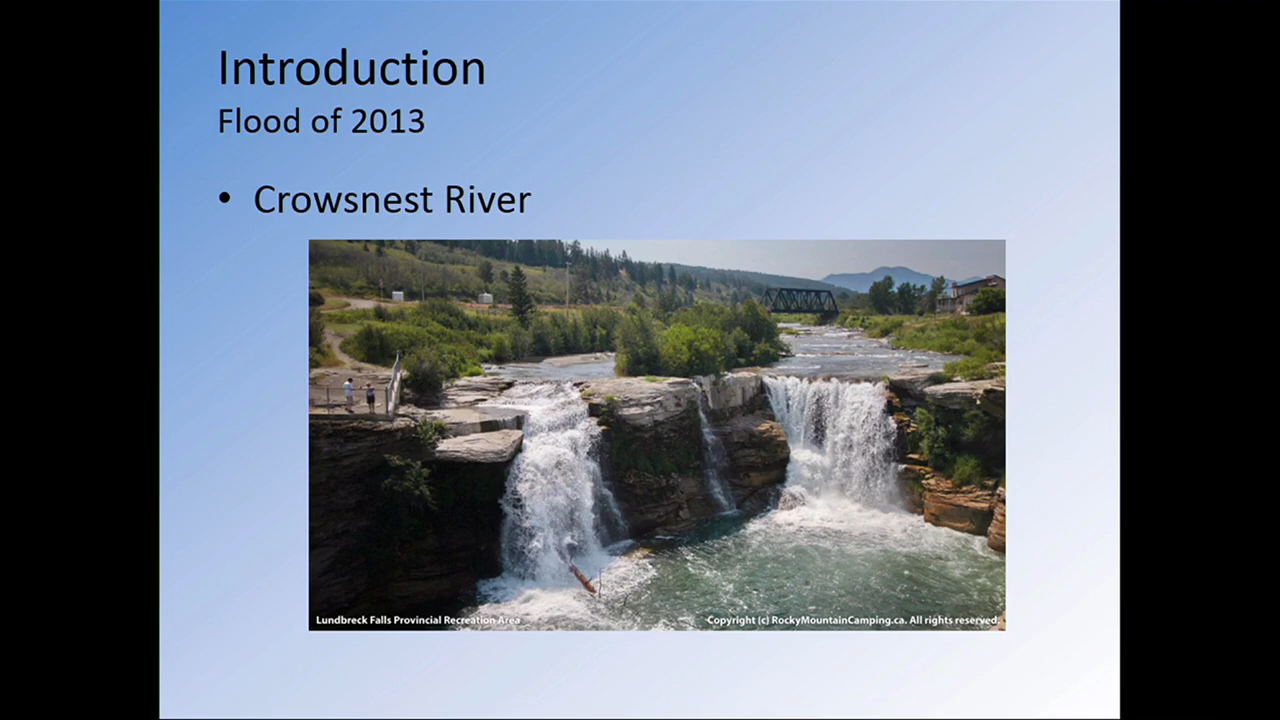 Introduction
Flood of 2013
• Crowsnest River
Lundbreck Falls Provincial Recreation Area
Copyright (c) RockyMountainCamping.ca. All rights reserved.